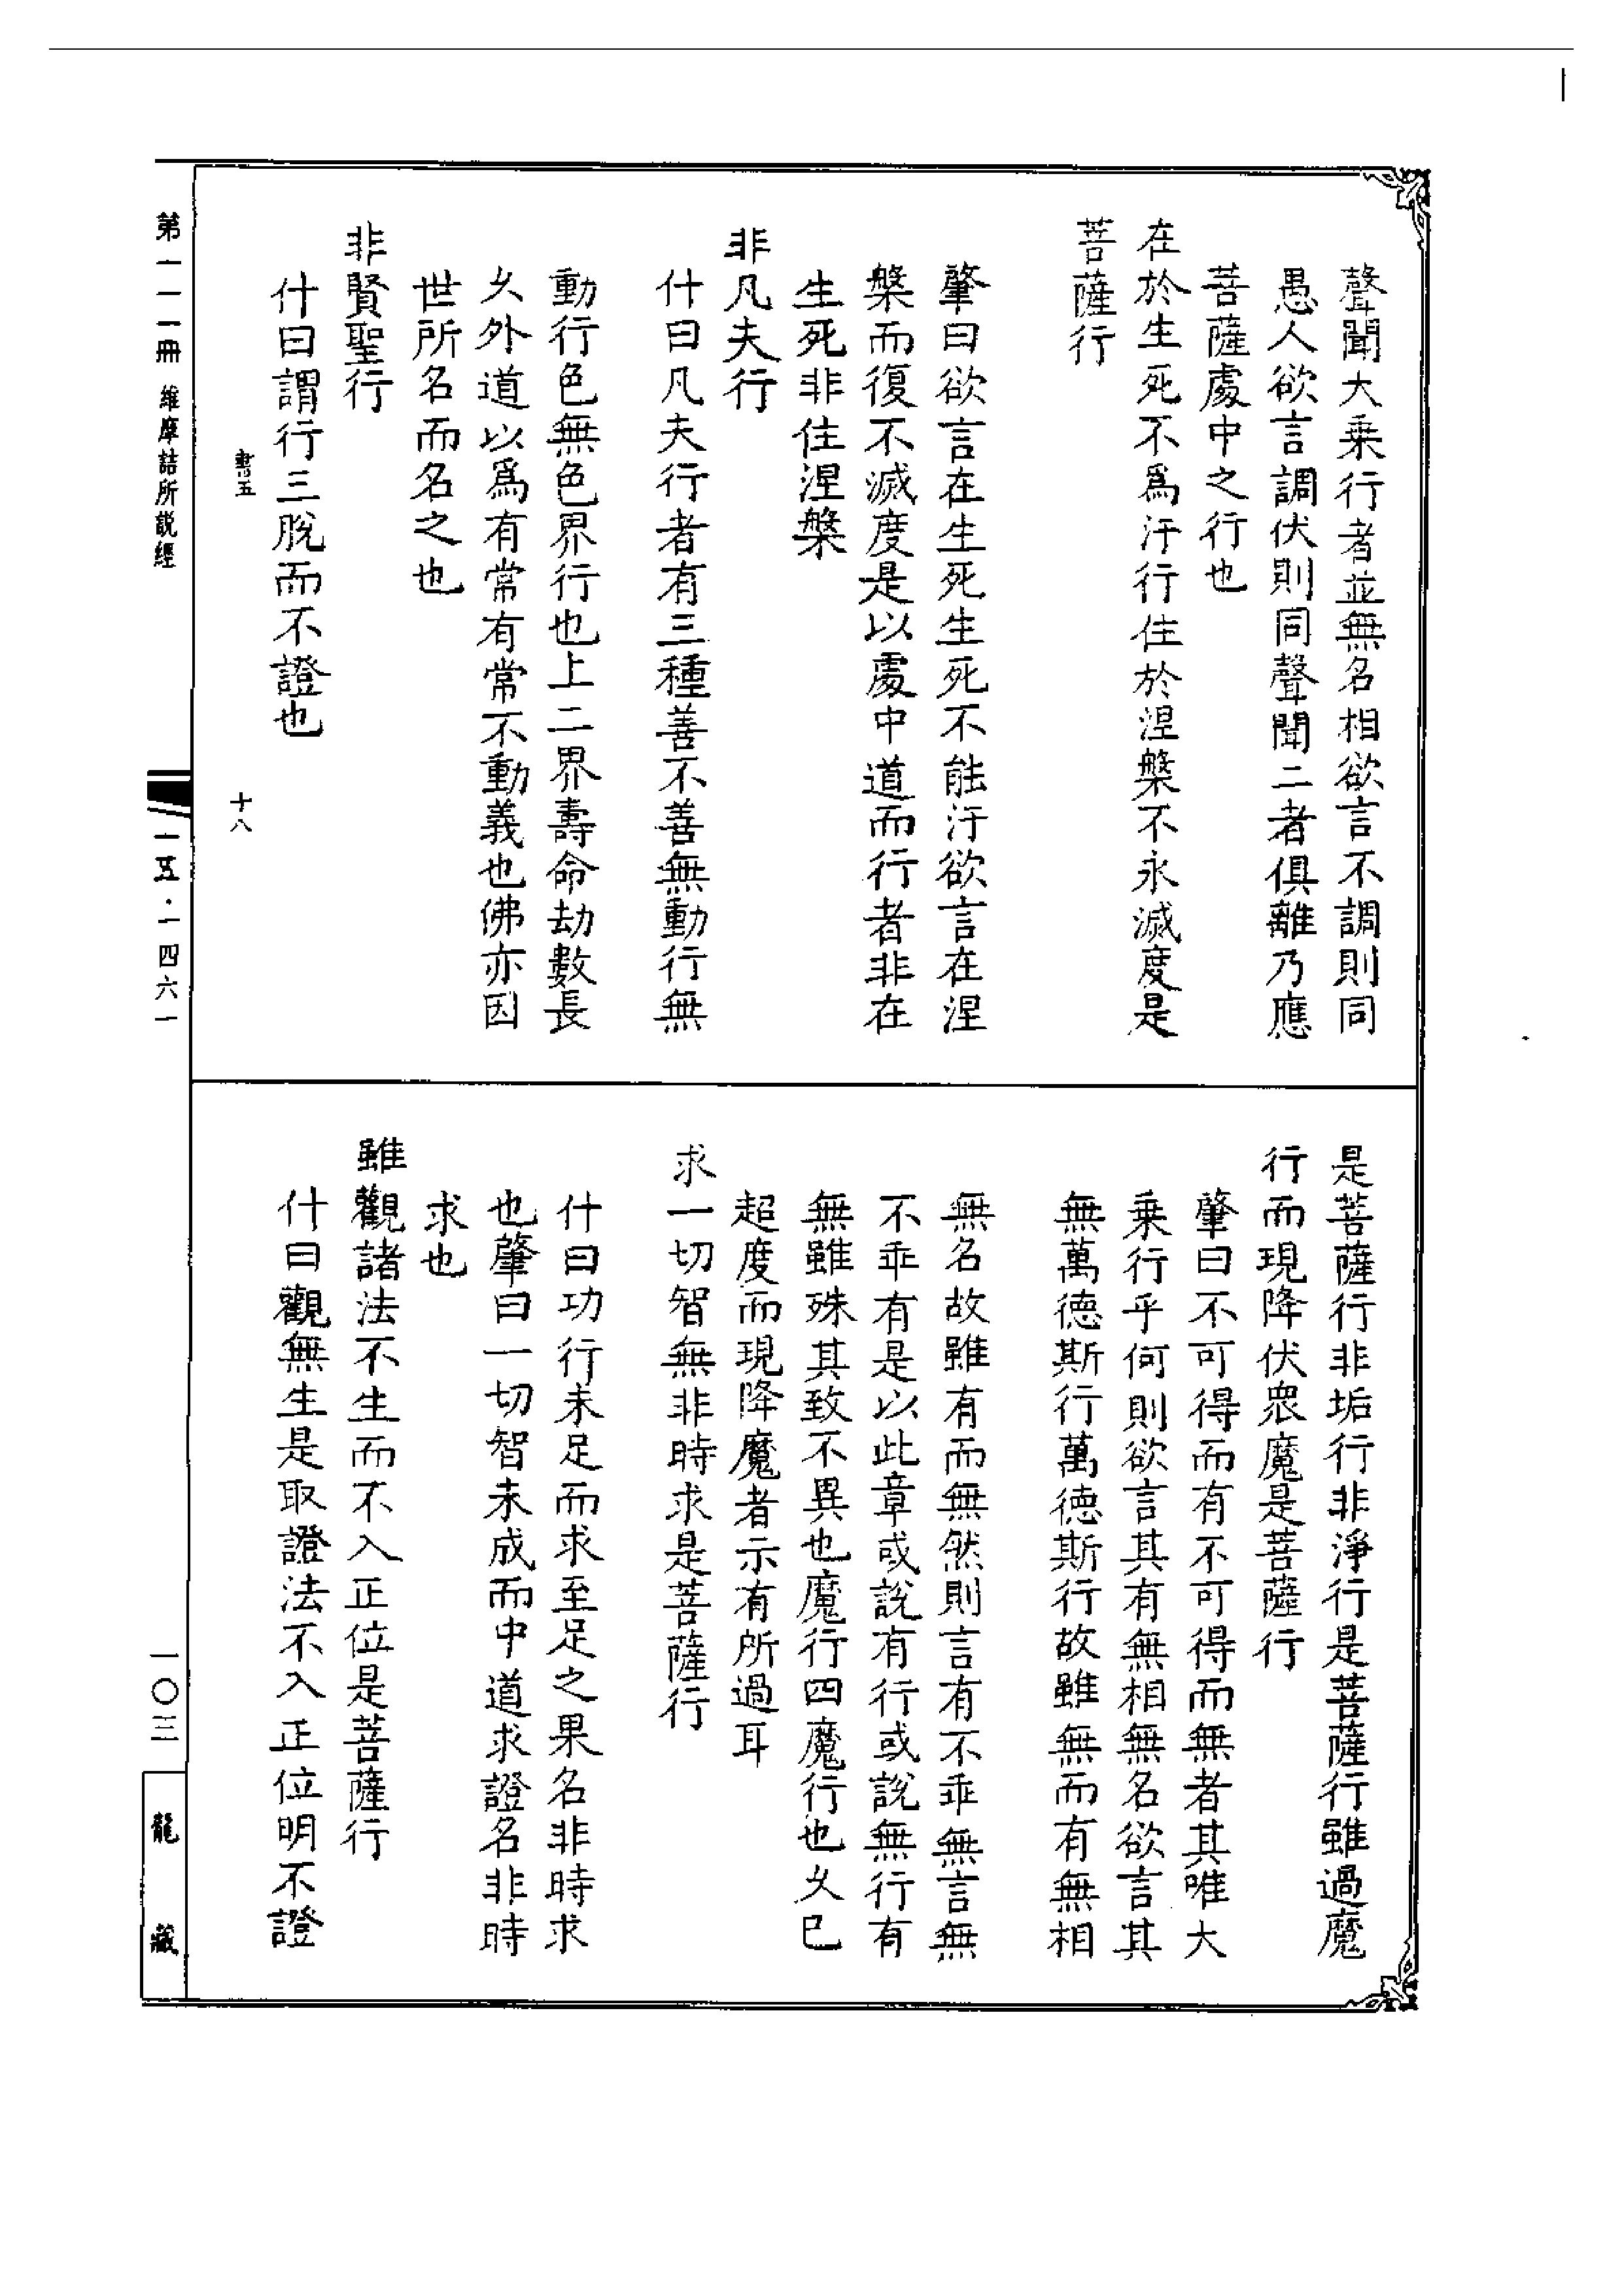 聲聞大乗行者並無名相欲言不調則同
愚人欲言調伏則同聲聞二者俱離乃應
菩薩處中之行也
在於生死不爲汙行住於涅槃不永滅度是
菩薩行
肇曰欲言在生死生死不能汙欲言在涅
槃而復不滅度是以處中道而行者非在
生死非住涅槃
非凡夫行
什曰凡夫行者有三種善不善無動行無
動行色無色界行也上二界壽命劫數長
久外道以爲有常有常不動義也佛亦因
世所名而名之也
非賢聖行
什曰謂行三脫而不證也
十八
是菩薩行非垢行非淨行是菩薩行雖過魔
行而現降伏衆魔是菩薩行
肇曰不可得而有不可得而無者其唯大
乗行乎何則欲言其有無相無名欲言其
無萬德斯行萬德斯行故雖無而有無相
無名故雖有而無然則言有不乖無言無
不乖有是以此章或說有行或說無行有
無雖殊其致不異也魔行四魔行也久已
超度而現降魔者示有所過耳
求一切智無非時求是菩薩行
什曰功行未足而求至足之果名非時求
也肇曰一切智未成而中道求證名非時
求也
雖觀諸法不生而不入正位是菩薩行
什曰觀無生是取證法不入正位明不證
第一一一冊 維摩詰所説經
一五·一四六一
一〇三
龍藏